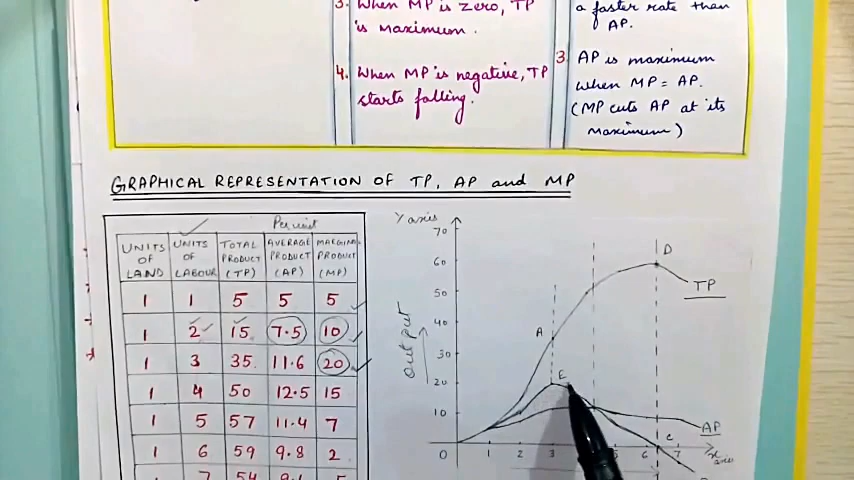 3. When MP is zero, TP
is maximum.
4. When MP is negative, TP
starts falling.
a faster rate than
AP.
3. AP is maximum
when MP = AP.
(MP cuts AP at its
maximum)
GRAPHICAL REPRESENTATION OF TP, AP and MP
Per unit
UNITS OF LAND UNITS OF LABOUR TOTAL PRODUCT (TP) AVERAGE PRODUCT (AP) MARGINAL PRODUCT (MP)
1 1 5 5 5
1 2 15 7.5 10
1 3 35 11.6 20
1 4 50 12.5 15
1 5 57 11.4 7
1 6 59 9.8 2
7 54
Y axis
70
60
50
40
30
20
10
0
Output
A
E
D
TP
AP
C
1 2 3 6 7
x axis